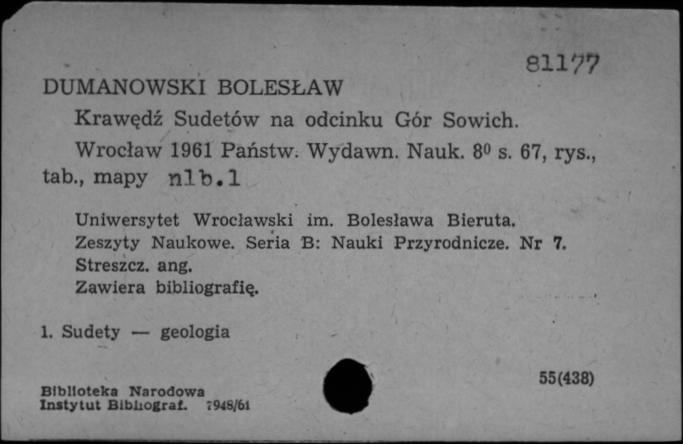 81177
DUMANOWSKI BOLESŁAW
Krawędź Sudetów na odcinku Gór Sowich.
Wrocław 1961 Państw. Wydawn. Nauk. 8⁰ s. 67, rys.,
tab., mapy nlb.1
Uniwersytet Wrocławski im. Bolesława Bieruta.
Zeszyty Naukowe. Seria B: Nauki Przyrodnicze. Nr 7.
Streszcz. ang.
Zawiera bibliografię.
1. Sudety — geologia
55(438)
Biblioteka Narodowa
Instytut Bibliograf. 7948/61